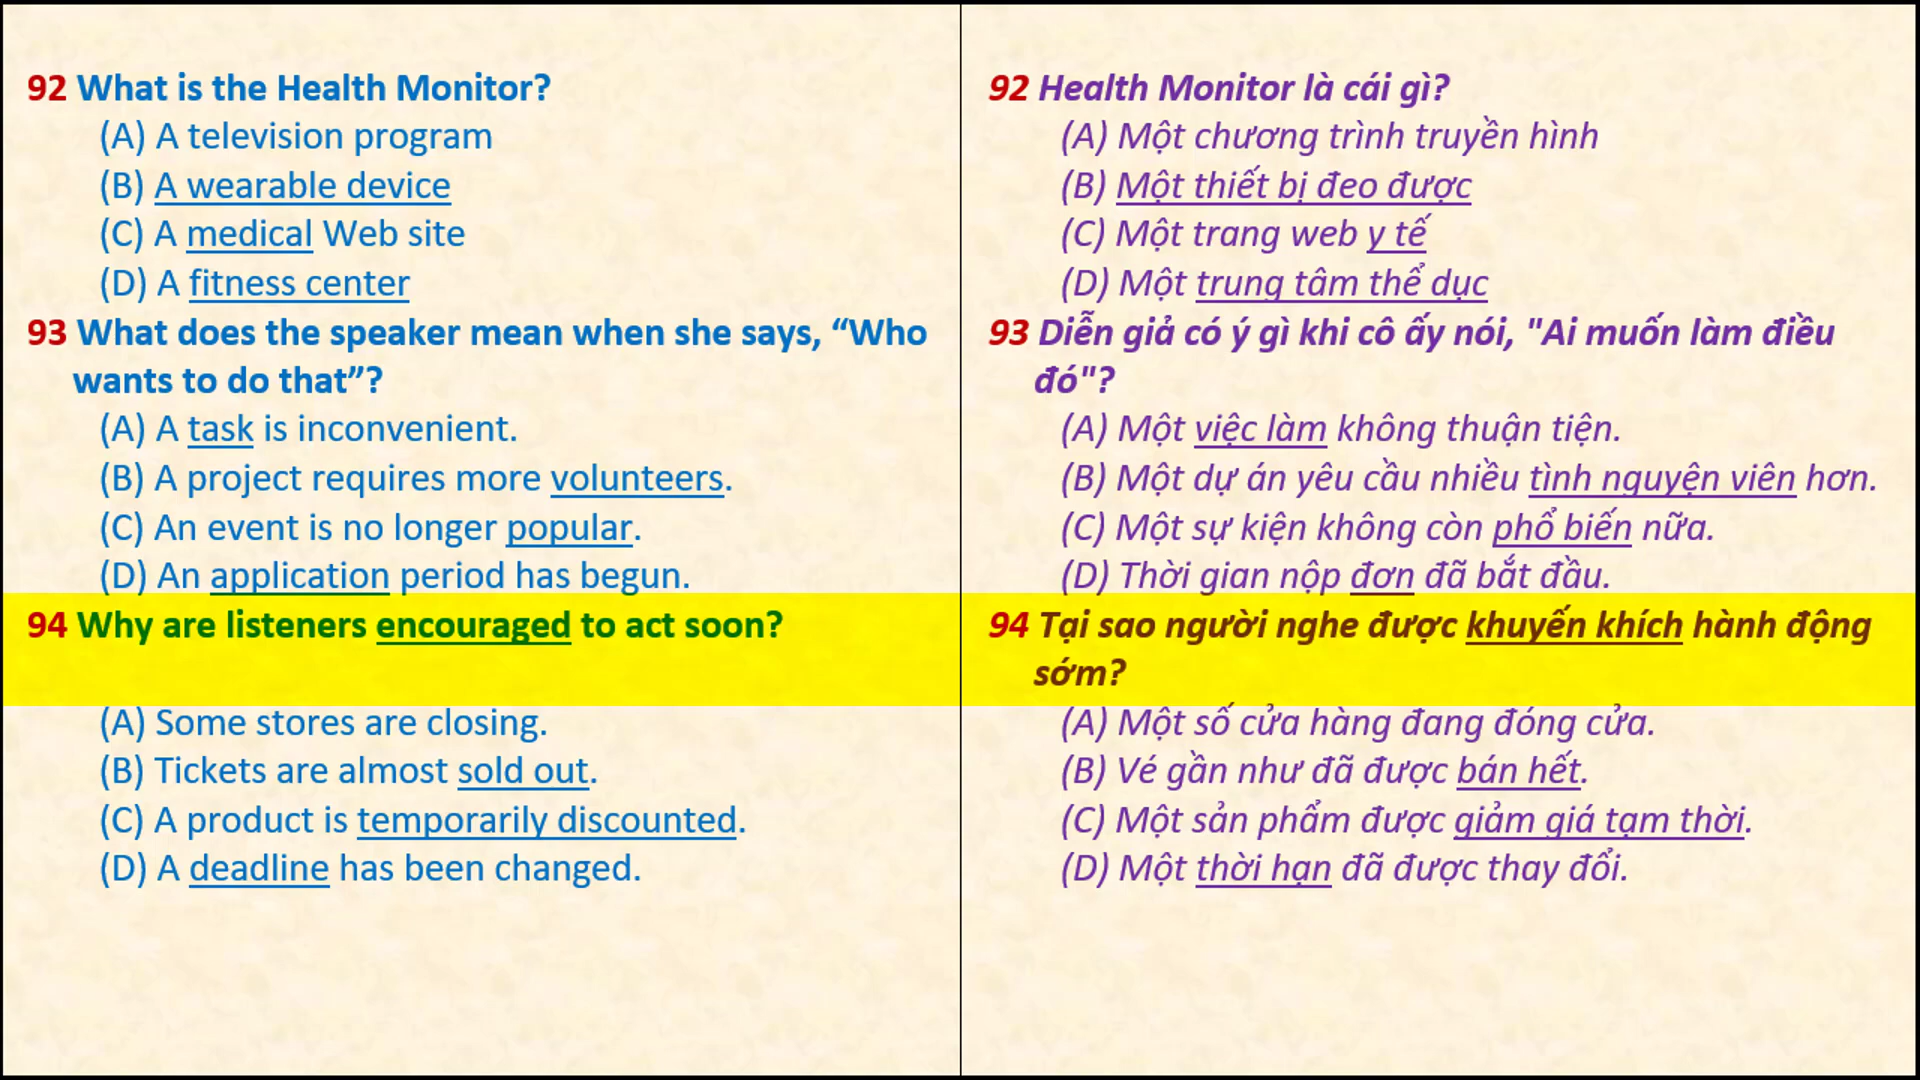 92 What is the Health Monitor?
(A) A television program
(B) A wearable device
(C) A medical Web site
(D) A fitness center
93 What does the speaker mean when she says, “Who
wants to do that”?
(A) A task is inconvenient.
(B) A project requires more volunteers.
(C) An event is no longer popular.
(D) An application period has begun.
94 Why are listeners encouraged to act soon?
(A) Some stores are closing.
(B) Tickets are almost sold out.
(C) A product is temporarily discounted.
(D) A deadline has been changed.
92 Health Monitor là cái gì?
(A) Một chương trình truyền hình
(B) Một thiết bị đeo được
(C) Một trang web y tế
(D) Một trung tâm thể dục
93 Diễn giả có ý gì khi cô ấy nói, "Ai muốn làm điều
đó"?
(A) Một việc làm không thuận tiện.
(B) Một dự án yêu cầu nhiều tình nguyện viên hơn.
(C) Một sự kiện không còn phổ biến nữa.
(D) Thời gian nộp đơn đã bắt đầu.
94 Tại sao người nghe được khuyến khích hành động
sớm?
(A) Một số cửa hàng đang đóng cửa.
(B) Vé gần như đã được bán hết.
(C) Một sản phẩm được giảm giá tạm thời.
(D) Một thời hạn đã được thay đổi.